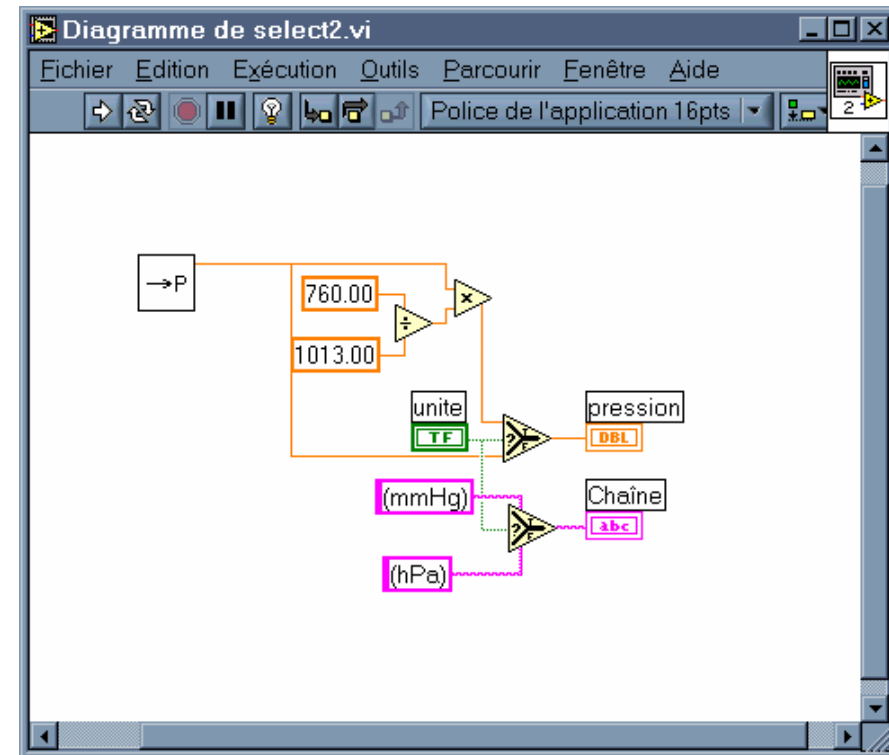 Diagramme de select2.vi
Fichier Edition Exécution Outils Parcourir Fenêtre Aide
Police de l'application 16pts
2
→P
760.00
×
÷
1013.00
unite
pression
TF
?
T
F
DBL
(mmHg)
Chaîne
?
T
F
abc
(hPa)